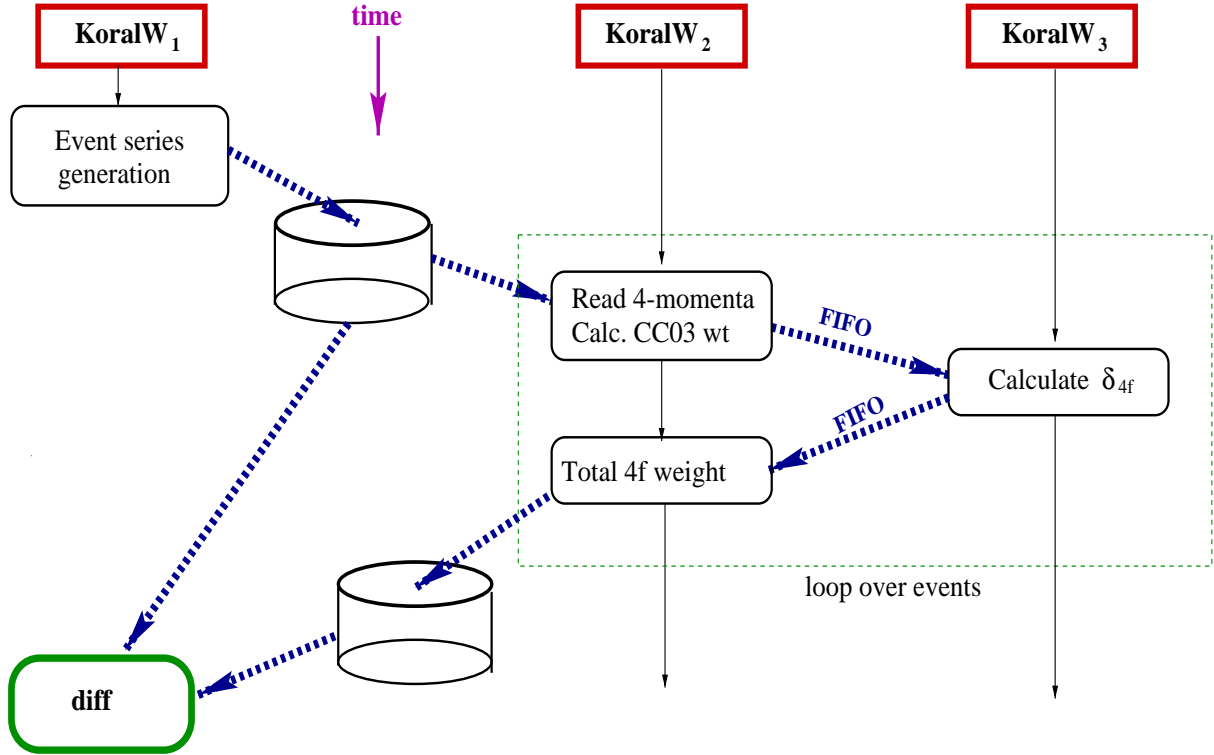 KoralW1
time
KoralW2
KoralW3
Event series
generation
Read 4-momenta
Calc. CC03 wt
FIFO
Calculate δ4f
FIFO
Total 4f weight
loop over events
diff